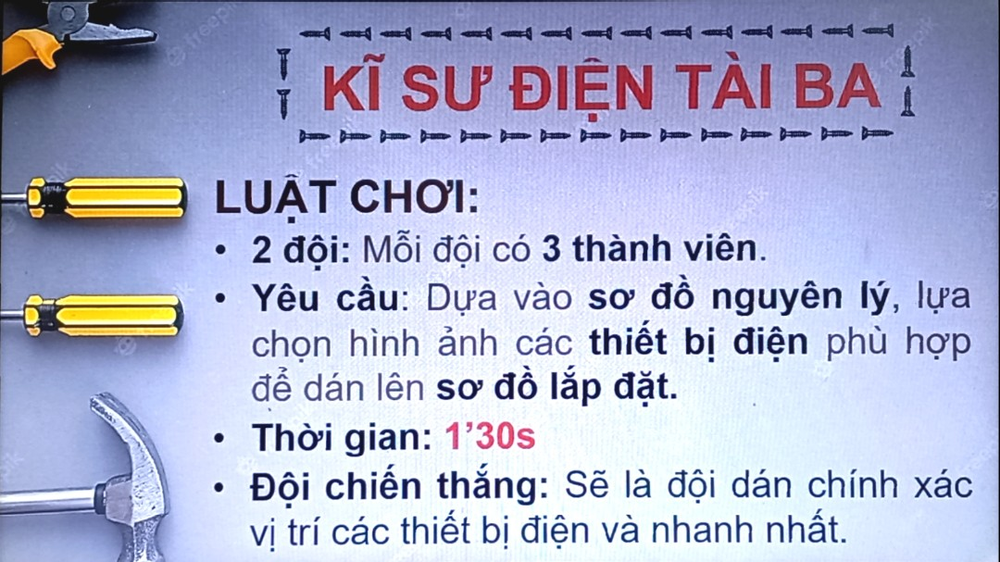 KĨ SƯ ĐIỆN TÀI BA
LUẬT CHƠI:
• 2 đội: Mỗi đội có 3 thành viên.
• Yêu cầu: Dựa vào sơ đồ nguyên lý, lựa
chọn hình ảnh các thiết bị điện phù hợp
để dán lên sơ đồ lắp đặt.
• Thời gian: 1’30s
• Đội chiến thắng: Sẽ là đội dán chính xác
vị trí các thiết bị điện và nhanh nhất.